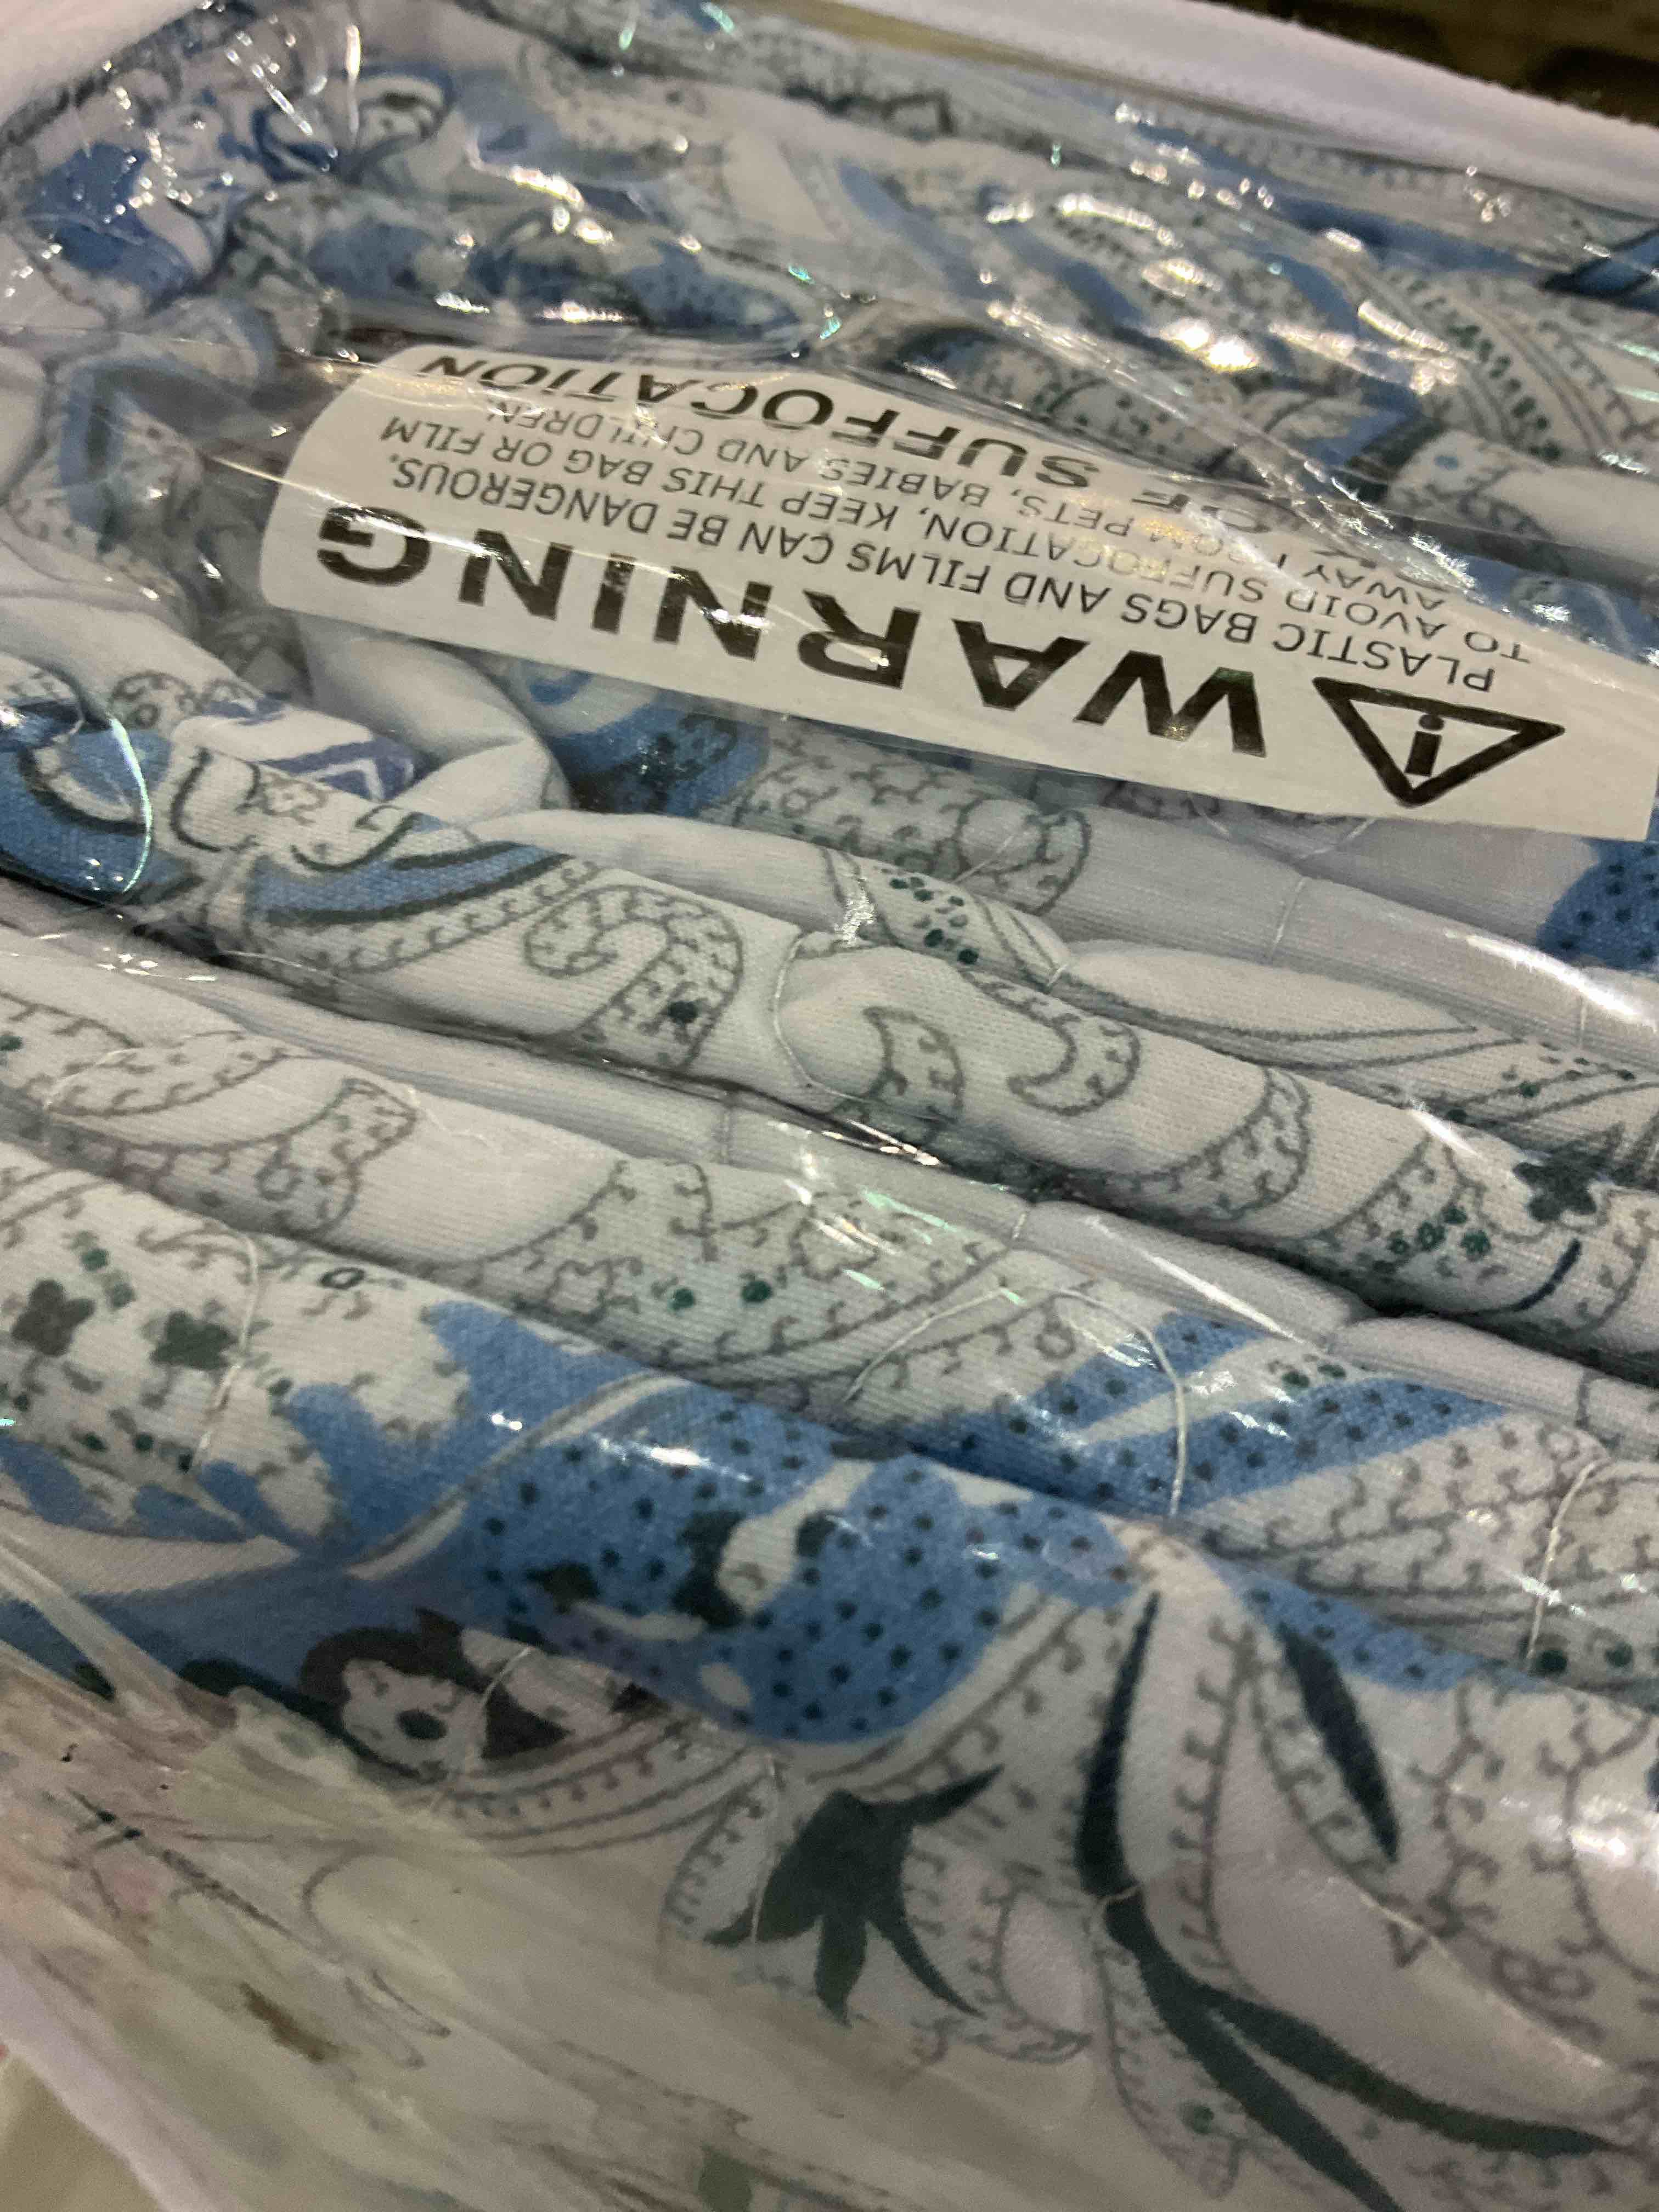 WARNING
PLASTIC BAGS AND FILMS CAN BE DANGEROUS.
TO AVOID SUFFOCATION, KEEP THIS BAG OR FILM
AWAY FROM PETS, BABIES AND CHILDREN.
OF SUFFOCATION